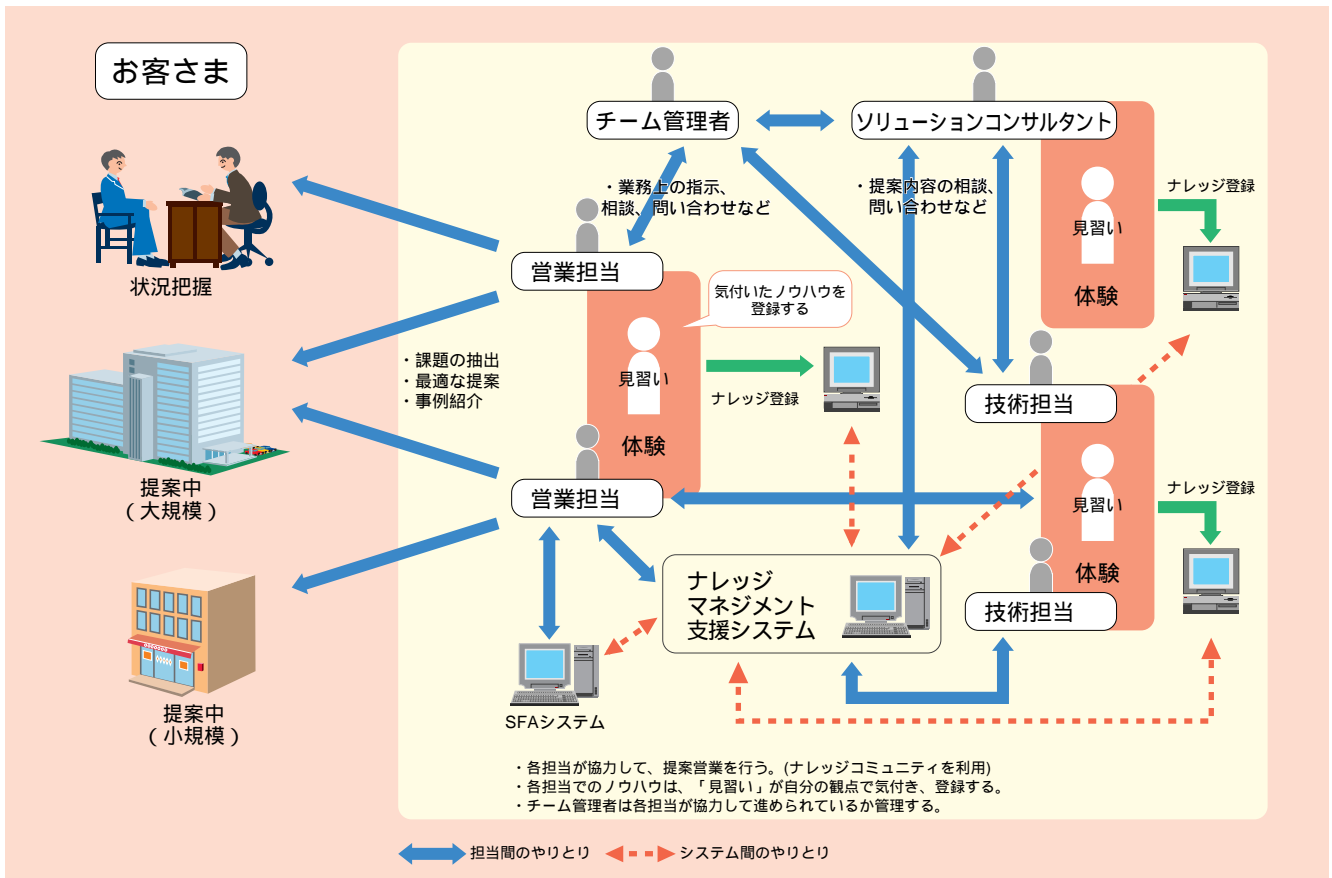 お客さま
状況把握
提案中
（大規模）
提案中
（小規模）
チーム管理者
ソリューションコンサルタント
・業務上の指示、
相談、問い合わせなど
・提案内容の相談、
問い合わせなど
見習い
体験
ナレッジ登録
営業担当
気付いたノウハウを
登録する
見習い
体験
ナレッジ登録
・課題の抽出
・最適な提案
・事例紹介
営業担当
技術担当
見習い
体験
ナレッジ登録
技術担当
ナレッジ
マネジメント
支援システム
SFAシステム
・各担当が協力して、提案営業を行う。(ナレッジコミュニティを利用)
・各担当でのノウハウは、「見習い」が自分の観点で気付き、登録する。
・チーム管理者は各担当が協力して進められているか管理する。
担当間のやりとり
システム間のやりとり